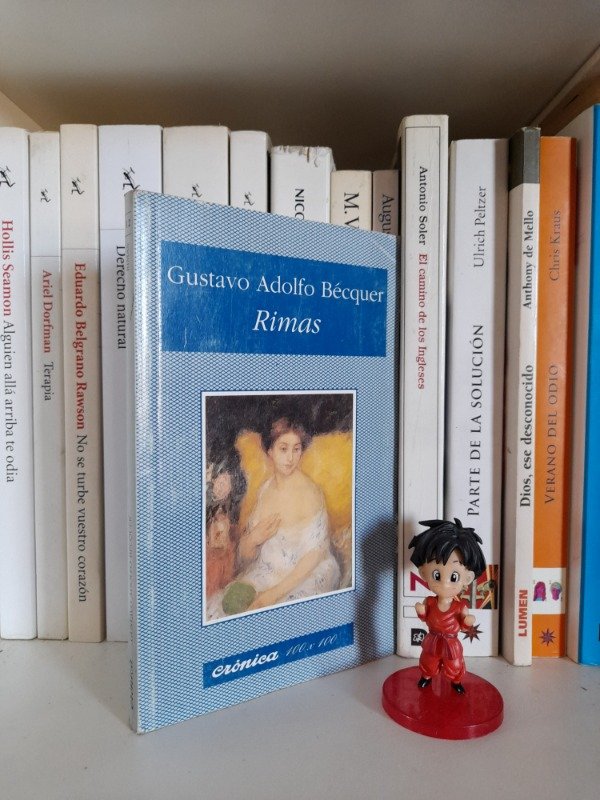 Hollis Seamon Alguien allá arriba te odia
Ariel Dorfman Terapia
Eduardo Belgrano Rawson No se turbe vuestro corazón
Derecho natural
Gustavo Adolfo Bécquer
Rimas
crónica 100 x 100
NICO
M. V
Augu
Antonio Soler El camino de los Ingleses
Ulrich Peltzer
PARTE DE LA SOLUCIÓN
Anthony de Mello
Dios, ese desconocido
LUMEN
Chris Kraus
VERANO DEL ODIO